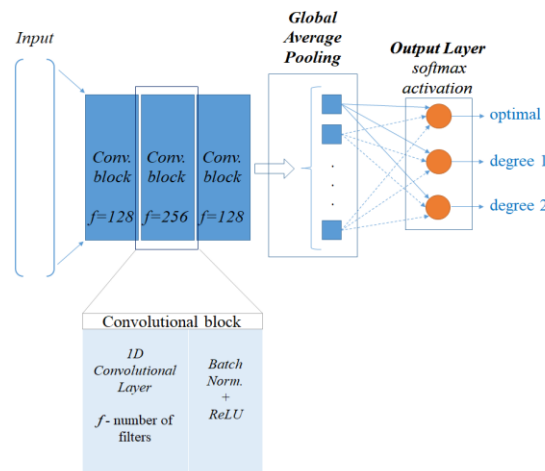 Input
Global
Average
Pooling
Output Layer
softmax
activation
Conv.
block
f=128
Conv.
block
f=256
Conv.
block
f=128
.
.
.
optimal
degree 1
degree 2
Convolutional block
1D
Convolutional
Layer
f - number of
filters
Batch
Norm.
+
ReLU